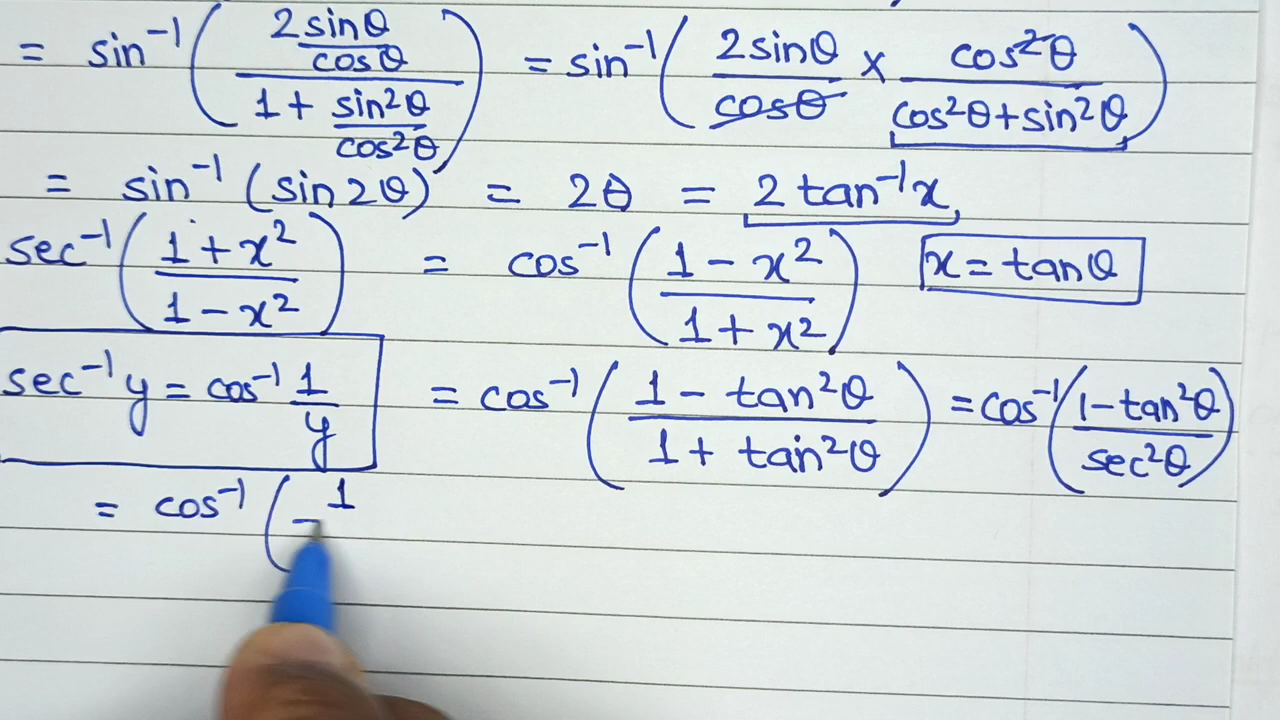 = sin⁻¹( (2sinθ/cosθ) / (1 + sin²θ/cos²θ) ) = sin⁻¹( 2sinθ/cosθ × cos²θ/(cos²θ+sin²θ) )
= sin⁻¹ (sin2θ) = 2θ = 2 tan⁻¹x
sec⁻¹( (1+x²)/(1−x²) ) = cos⁻¹( (1−x²)/(1+x²) ) x = tanθ
sec⁻¹y = cos⁻¹ 1/y = cos⁻¹( (1−tan²θ)/(1+tan²θ) ) = cos⁻¹( (1−tan²θ)/sec²θ )
= cos⁻¹ ( 1